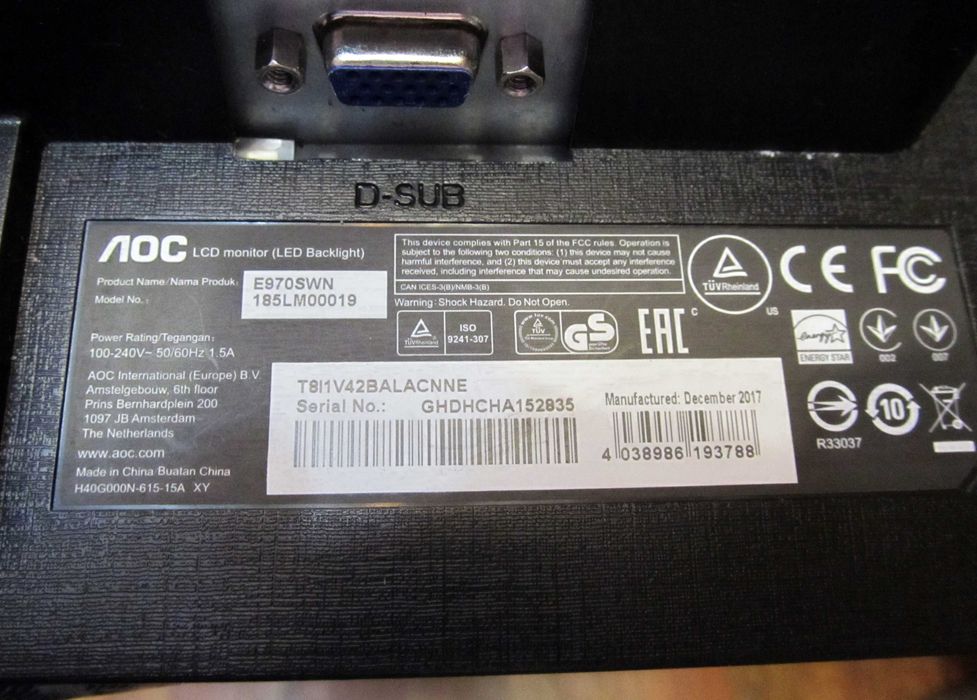 D-SUB
AOC LCD monitor (LED Backlight)
Product Name/Nama Produk: E970SWN
Model No.: 185LM00019
Power Rating/Tegangan:
100-240V~ 50/60Hz 1.5A
AOC International (Europe) B.V
Amstelgebouw, 6th floor
Prins Bernhardplein 200
1097 JB Amsterdam
The Netherlands
www.aoc.com
Made in China Buatan China
H40G000N-615-15A XY
This device complies with Part 15 of the FCC rules. Operation is
subject to the following two conditions: (1) this device may not cause
harmful interference, and (2) this device must accept any interference
received, including interference that may cause undesired operation.
CAN ICES-3(B)/NMB-3(B)
Warning: Shock Hazard. Do Not Open.
TÜVRheinland
ISO
9241-307
TÜV
GS
EAC
TÜVRheinland
C
US
CE FC
energy
ENERGY STAR
002
007
R33037
10
T8I1V42BALACNNE
Serial No.: GHDHCHA152835
Manufactured: December 2017
4 038986 193788